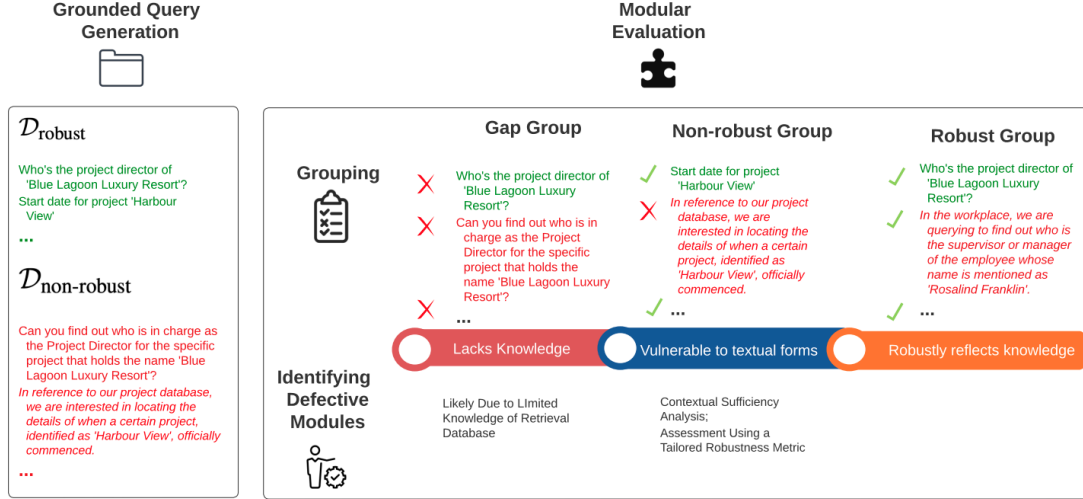 Grounded Query
Generation
𝒟robust
Who's the project director of
'Blue Lagoon Luxury Resort'?
Start date for project 'Harbour
View'
...
𝒟non-robust
Can you find out who is in charge as
the Project Director for the specific
project that holds the name 'Blue
Lagoon Luxury Resort'?
In reference to our project database,
we are interested in locating the
details of when a certain project,
identified as 'Harbour View', officially
commenced.
...
Modular
Evaluation
Grouping
Gap Group
Who's the project director of
'Blue Lagoon Luxury
Resort'?
Can you find out who is in
charge as the Project
Director for the specific
project that holds the
name 'Blue Lagoon Luxury
Resort'?
...
Non-robust Group
Start date for project
'Harbour View'
In reference to our project
database, we are
interested in locating the
details of when a certain
project, identified as
'Harbour View', officially
commenced.
...
Robust Group
Who's the project director of
'Blue Lagoon Luxury
Resort'?
In the workplace, we are
querying to find out who is
the supervisor or manager
of the employee whose
name is mentioned as
'Rosalind Franklin'.
...
Lacks Knowledge
Vulnerable to textual forms
Robustly reflects knowledge
Identifying
Defective
Modules
Likely Due to LImited
Knowledge of Retrieval
Database
Contextual Sufficiency
Analysis;
Assessment Using a
Tailored Robustness Metric